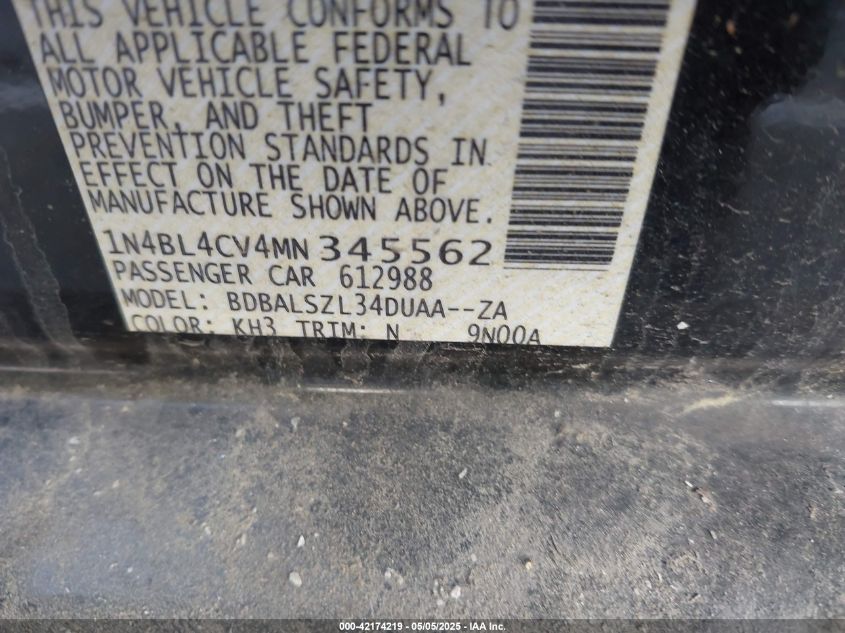 THIS VEHICLE CONFORMS TO
ALL APPLICABLE FEDERAL
MOTOR VEHICLE SAFETY,
BUMPER, AND THEFT
PREVENTION STANDARDS IN
EFFECT ON THE DATE OF
MANUFACTURE SHOWN ABOVE.
1N4BL4CV4MN 345562
PASSENGER CAR 612988
MODEL: BDBALSZL34DUAA--ZA
COLOR: KH3 TRIM: N 9N00A
000-42174219 - 05/05/2025 - IAA Inc.